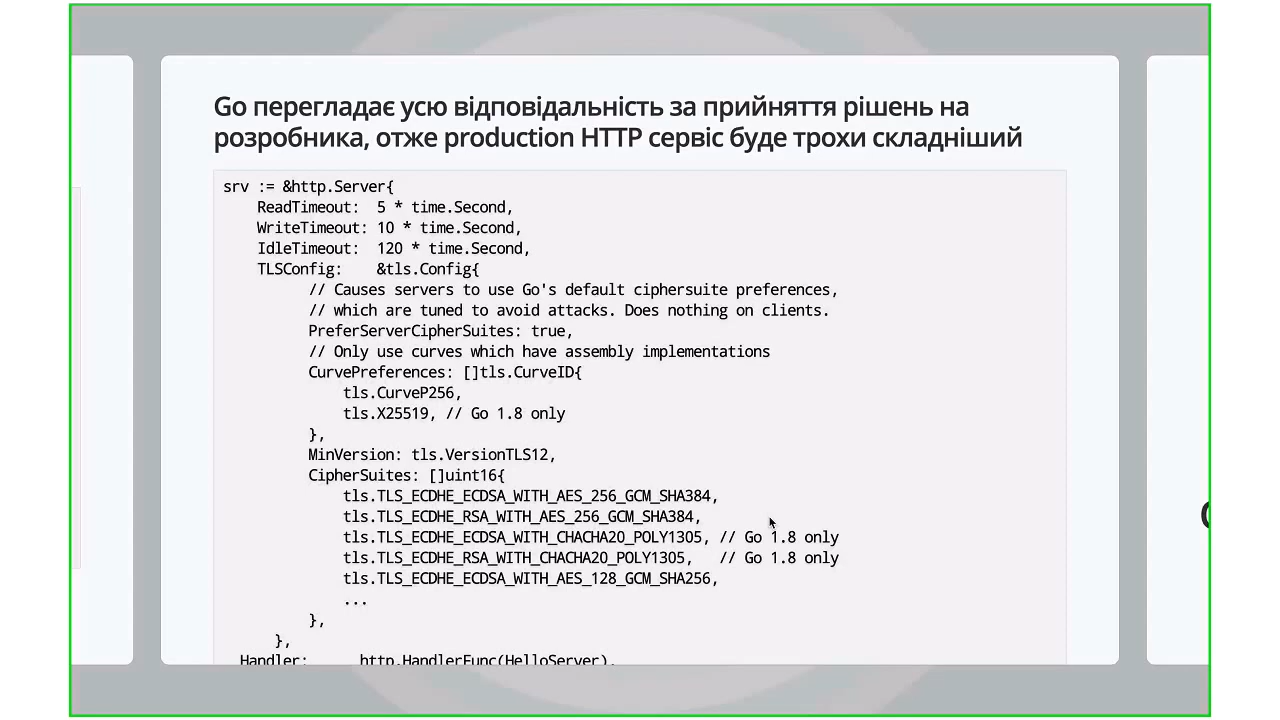 Go перегладає усю відповідальність за прийняття рішень на
розробника, отже production HTTP сервіс буде трохи складніший
srv := &http.Server{
    ReadTimeout:  5 * time.Second,
    WriteTimeout: 10 * time.Second,
    IdleTimeout:  120 * time.Second,
    TLSConfig:    &tls.Config{
          // Causes servers to use Go's default ciphersuite preferences,
          // which are tuned to avoid attacks. Does nothing on clients.
          PreferServerCipherSuites: true,
          // Only use curves which have assembly implementations
          CurvePreferences: []tls.CurveID{
              tls.CurveP256,
              tls.X25519, // Go 1.8 only
          },
          MinVersion: tls.VersionTLS12,
          CipherSuites: []uint16{
              tls.TLS_ECDHE_ECDSA_WITH_AES_256_GCM_SHA384,
              tls.TLS_ECDHE_RSA_WITH_AES_256_GCM_SHA384,
              tls.TLS_ECDHE_ECDSA_WITH_CHACHA20_POLY1305, // Go 1.8 only
              tls.TLS_ECDHE_RSA_WITH_CHACHA20_POLY1305,   // Go 1.8 only
              tls.TLS_ECDHE_ECDSA_WITH_AES_128_GCM_SHA256,
              ...
          },
      },
  Handler:      http.HandlerFunc(HelloServer),